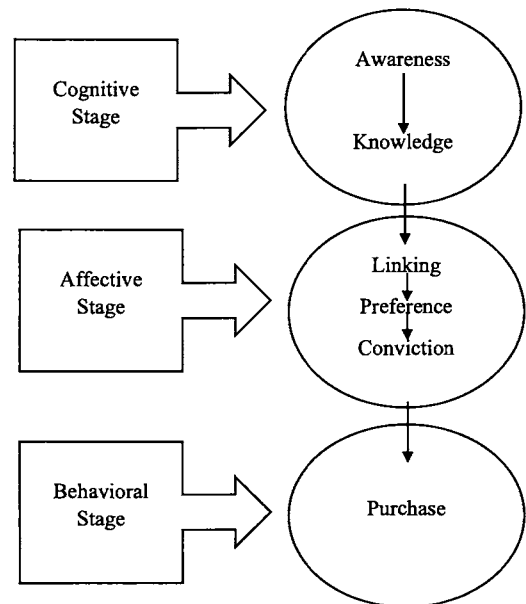 Cognitive
Stage
Awareness
Knowledge
Affective
Stage
Linking
Preference
Conviction
Behavioral
Stage
Purchase